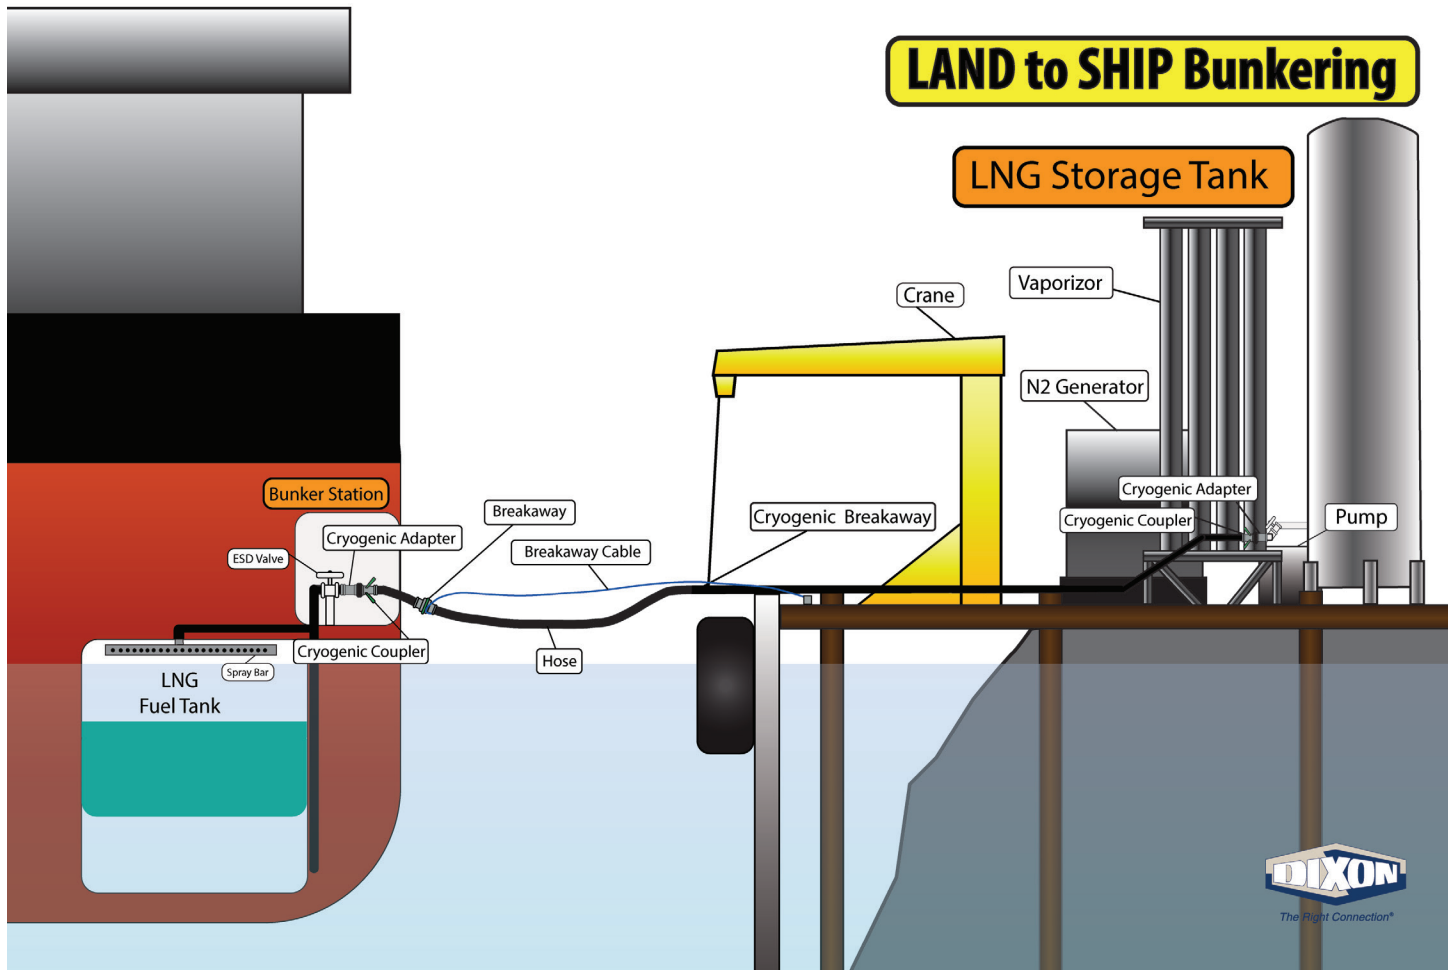 LAND to SHIP Bunkering
LNG Storage Tank
Vaporizor
Crane
N2 Generator
Bunker Station
Cryogenic Adapter
Breakaway
Cryogenic Breakaway
Cryogenic Adapter
Cryogenic Coupler
Pump
ESD Valve
Breakaway Cable
Cryogenic Coupler
Hose
Spray Bar
LNG
Fuel Tank
DIXON
The Right Connection®